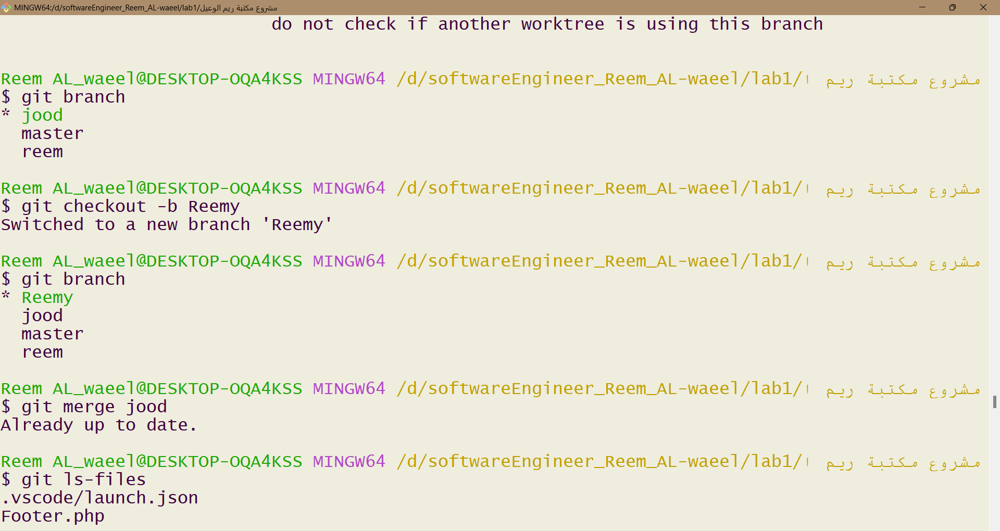 MINGW64:/d/softwareEngineer_Reem_AL-waeel/lab1/مشروع مكتبة ريم الوعيل
do not check if another worktree is using this branch
Reem AL_waeel@DESKTOP-OQA4KSS MINGW64 /d/softwareEngineer_Reem_AL-waeel/lab1/مشروع مكتبة ريم ا
$ git branch
* jood
master
reem
Reem AL_waeel@DESKTOP-OQA4KSS MINGW64 /d/softwareEngineer_Reem_AL-waeel/lab1/مشروع مكتبة ريم ا
$ git checkout -b Reemy
Switched to a new branch 'Reemy'
Reem AL_waeel@DESKTOP-OQA4KSS MINGW64 /d/softwareEngineer_Reem_AL-waeel/lab1/مشروع مكتبة ريم ا
$ git branch
* Reemy
jood
master
reem
Reem AL_waeel@DESKTOP-OQA4KSS MINGW64 /d/softwareEngineer_Reem_AL-waeel/lab1/مشروع مكتبة ريم ا
$ git merge jood
Already up to date.
Reem AL_waeel@DESKTOP-OQA4KSS MINGW64 /d/softwareEngineer_Reem_AL-waeel/lab1/مشروع مكتبة ريم ا
$ git ls-files
.vscode/launch.json
Footer.php